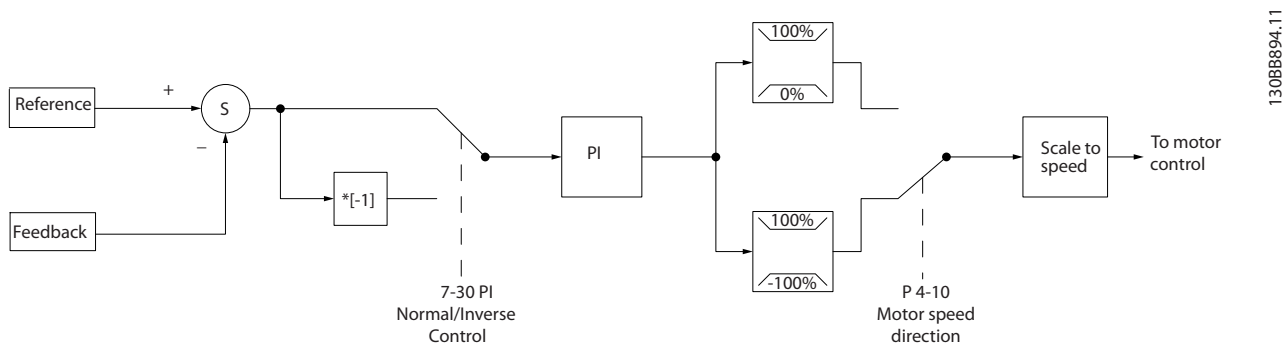 130BB894.11
Reference
+
S
−
Feedback
*[-1]
7-30 PI
Normal/Inverse
Control
PI
100%
0%
100%
-100%
P 4-10
Motor speed
direction
Scale to
speed
To motor
control